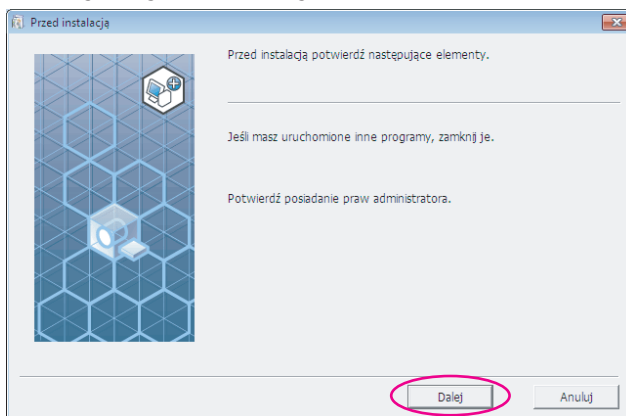 Przed instalacją
Przed instalacją potwierdź następujące elementy.
Jeśli masz uruchomione inne programy, zamknij je.
Potwierdź posiadanie praw administratora.
Dalej
Anuluj